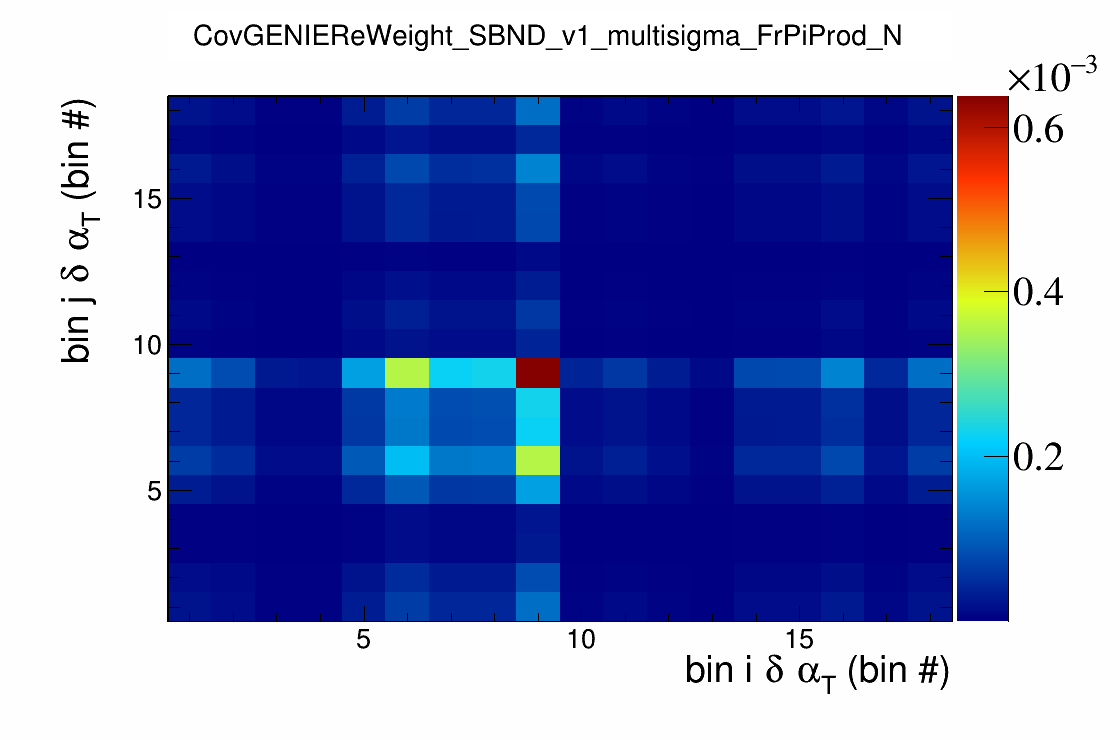 CovGENIEReWeight_SBND_v1_multisigma_FrPiProd_N
×10⁻³
0.6
0.4
0.2
bin j δ α_T (bin #)
15
10
5
5 10 15
bin i δ α_T (bin #)